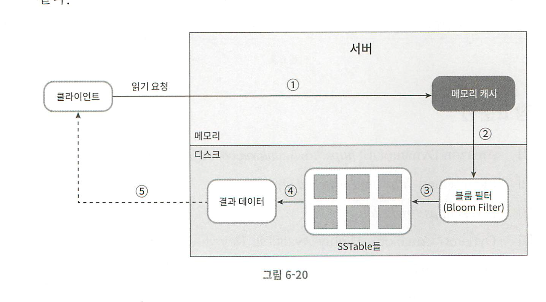 서버
클라이언트
읽기 요청
①
메모리 캐시
메모리
②
디스크
⑤
결과 데이터
④
③
블룸 필터
(Bloom Filter)
SSTable들
그림 6-20